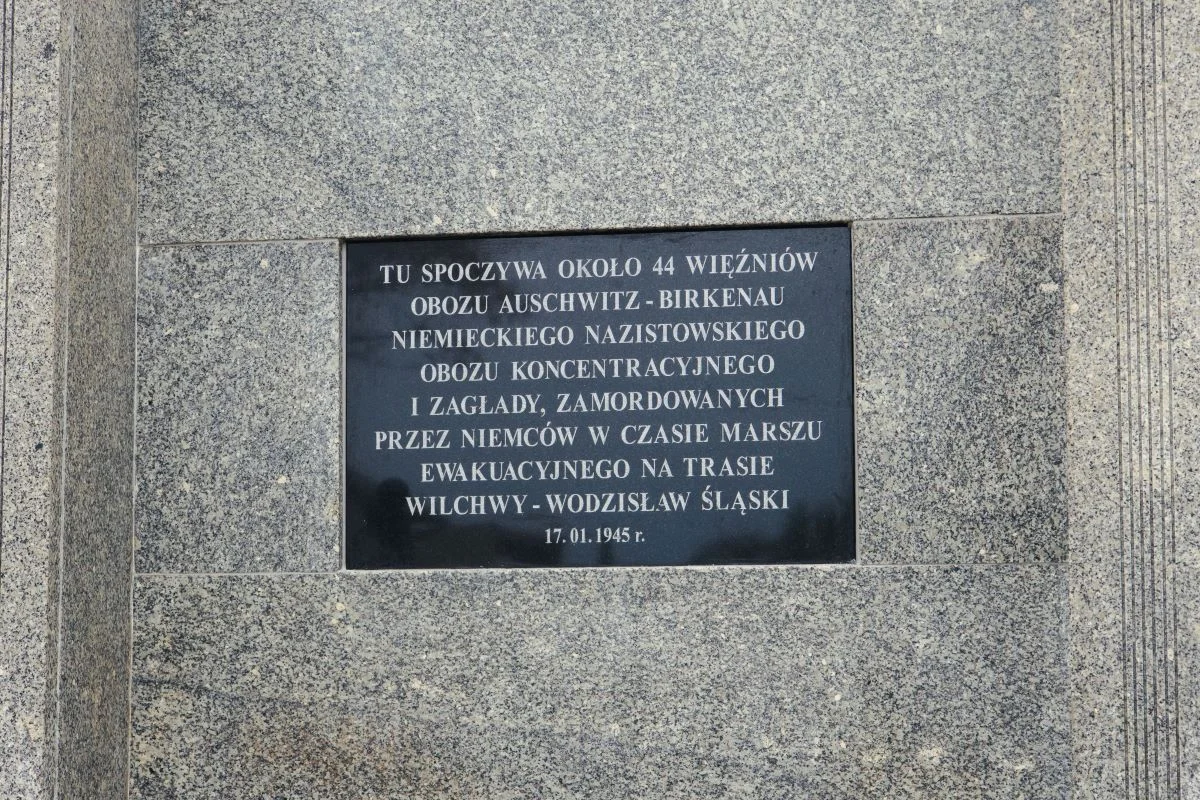 TU SPOCZYWA OKOŁO 44 WIĘŹNIÓW
OBOZU AUSCHWITZ-BIRKENAU
NIEMIECKIEGO NAZISTOWSKIEGO
OBOZU KONCENTRACYJNEGO
I ZAGŁADY, ZAMORDOWANYCH
PRZEZ NIEMCÓW W CZASIE MARSZU
EWAKUACYJNEGO NA TRASIE
WILCHWY-WODZISŁAW ŚLĄSKI
17.01.1945 r.